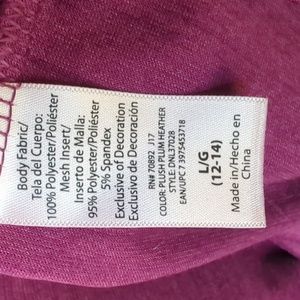 Body Fabric/
Tela del Cuerpo:
100% Polyester/Poliéster
Mesh Insert/
Inserto de Malla:
95% Polyester/Poliéster
5% Spandex
Exclusive of Decoration
Exclusivo de Decoración
RN# 70892 J17
COLOR: PLUSH PLUM HEATHER
STYLE: DNL37028
EAN/UPC / 3975453718
L/G
(12-14)
Made in/Hecho en
China